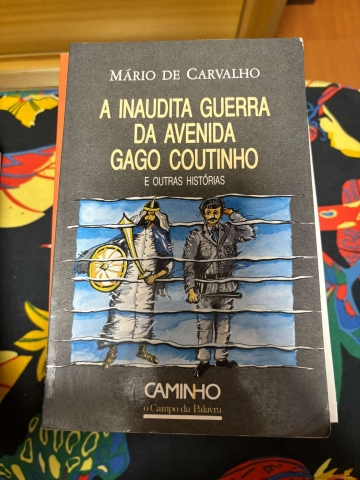 MÁRIO DE CARVALHO
A INAUDITA GUERRA
DA AVENIDA
GAGO COUTINHO
E OUTRAS HISTÓRIAS
CAMINHO
o Campo da Palavra